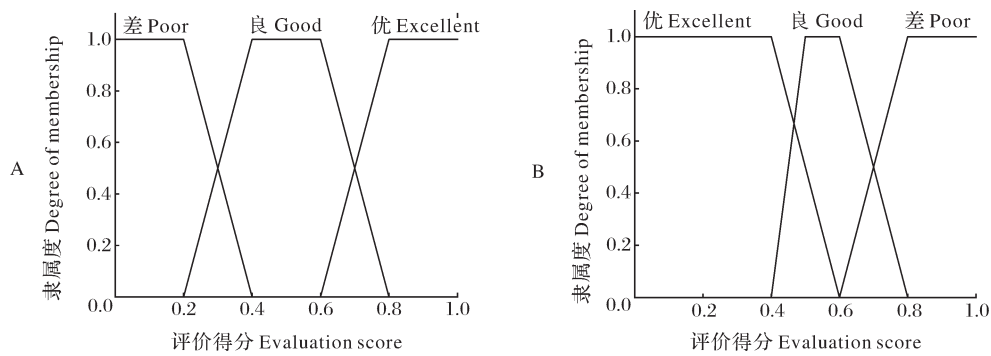 A
隶属度 Degree of membership
差 Poor
良 Good
优 Excellent
1.0
0.8
0.6
0.4
0.2
0.0
0.2
0.4
0.6
0.8
1.0
评价得分 Evaluation score
B
隶属度 Degree of membership
优 Excellent
良 Good
差 Poor
1.0
0.8
0.6
0.4
0.2
0.0
0.2
0.4
0.6
0.8
1.0
评价得分 Evaluation score